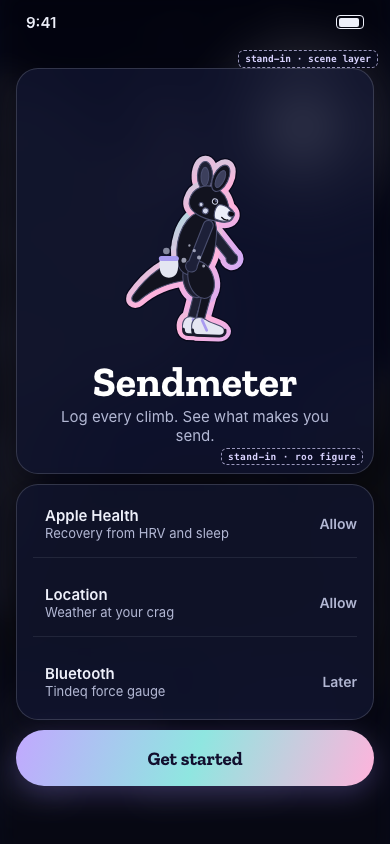 9:41
stand-in · scene layer
Sendmeter
Log every climb. See what makes you
send.
stand-in · roo figure
Apple Health
Recovery from HRV and sleep
Allow
Location
Weather at your crag
Allow
Bluetooth
Tindeq force gauge
Later
Get started